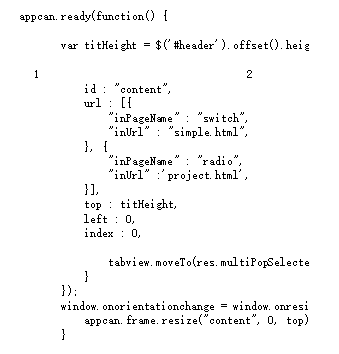 appcan.ready(function() {
var titHeight = $('#header').offset().heig
1 2
id : "content",
url : [{
"inPageName" : "switch",
"inUrl" : "simple.html",
}, {
"inPageName" : "radio",
"inUrl" :'project.html',
}],
top : titHeight,
left : 0,
index : 0,
tabview.moveTo(res.multiPopSelecte
}
});
window.onorientationchange = window.onresi
appcan.frame.resize("content", 0, top)
}